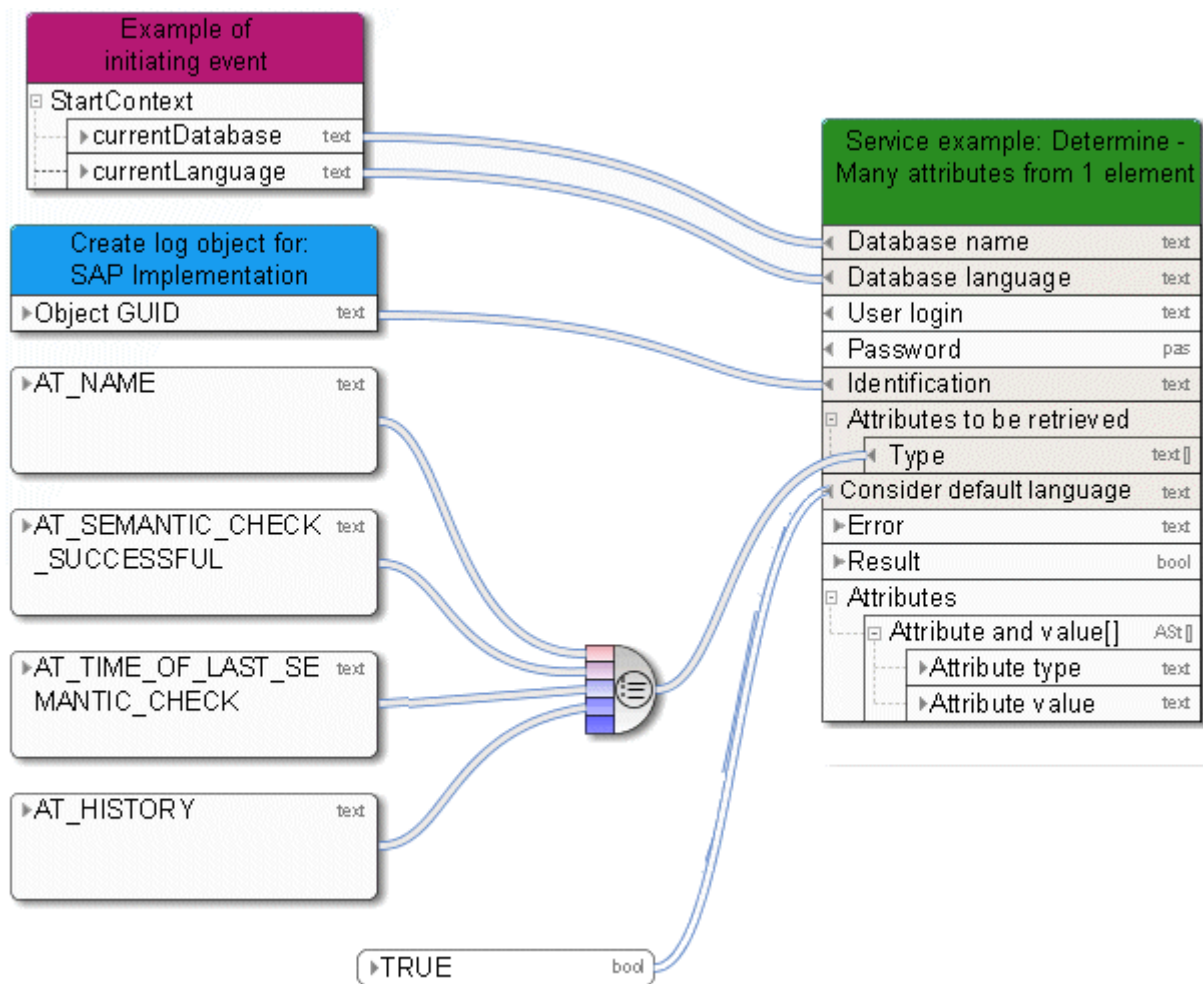 Example of
initiating event
StartContext
currentDatabase text
currentLanguage text
Create log object for:
SAP Implementation
Object GUID text
AT_NAME text
AT_SEMANTIC_CHECK text
_SUCCESSFUL
AT_TIME_OF_LAST_SE text
MANTIC_CHECK
AT_HISTORY text
TRUE bool
Service example: Determine -
Many attributes from 1 element
Database name text
Database language text
User login text
Password pas
Identification text
Attributes to be retrieved
Type text[]
Consider default language text
Error text
Result bool
Attributes
Attribute and value[] ASt[]
Attribute type text
Attribute value text